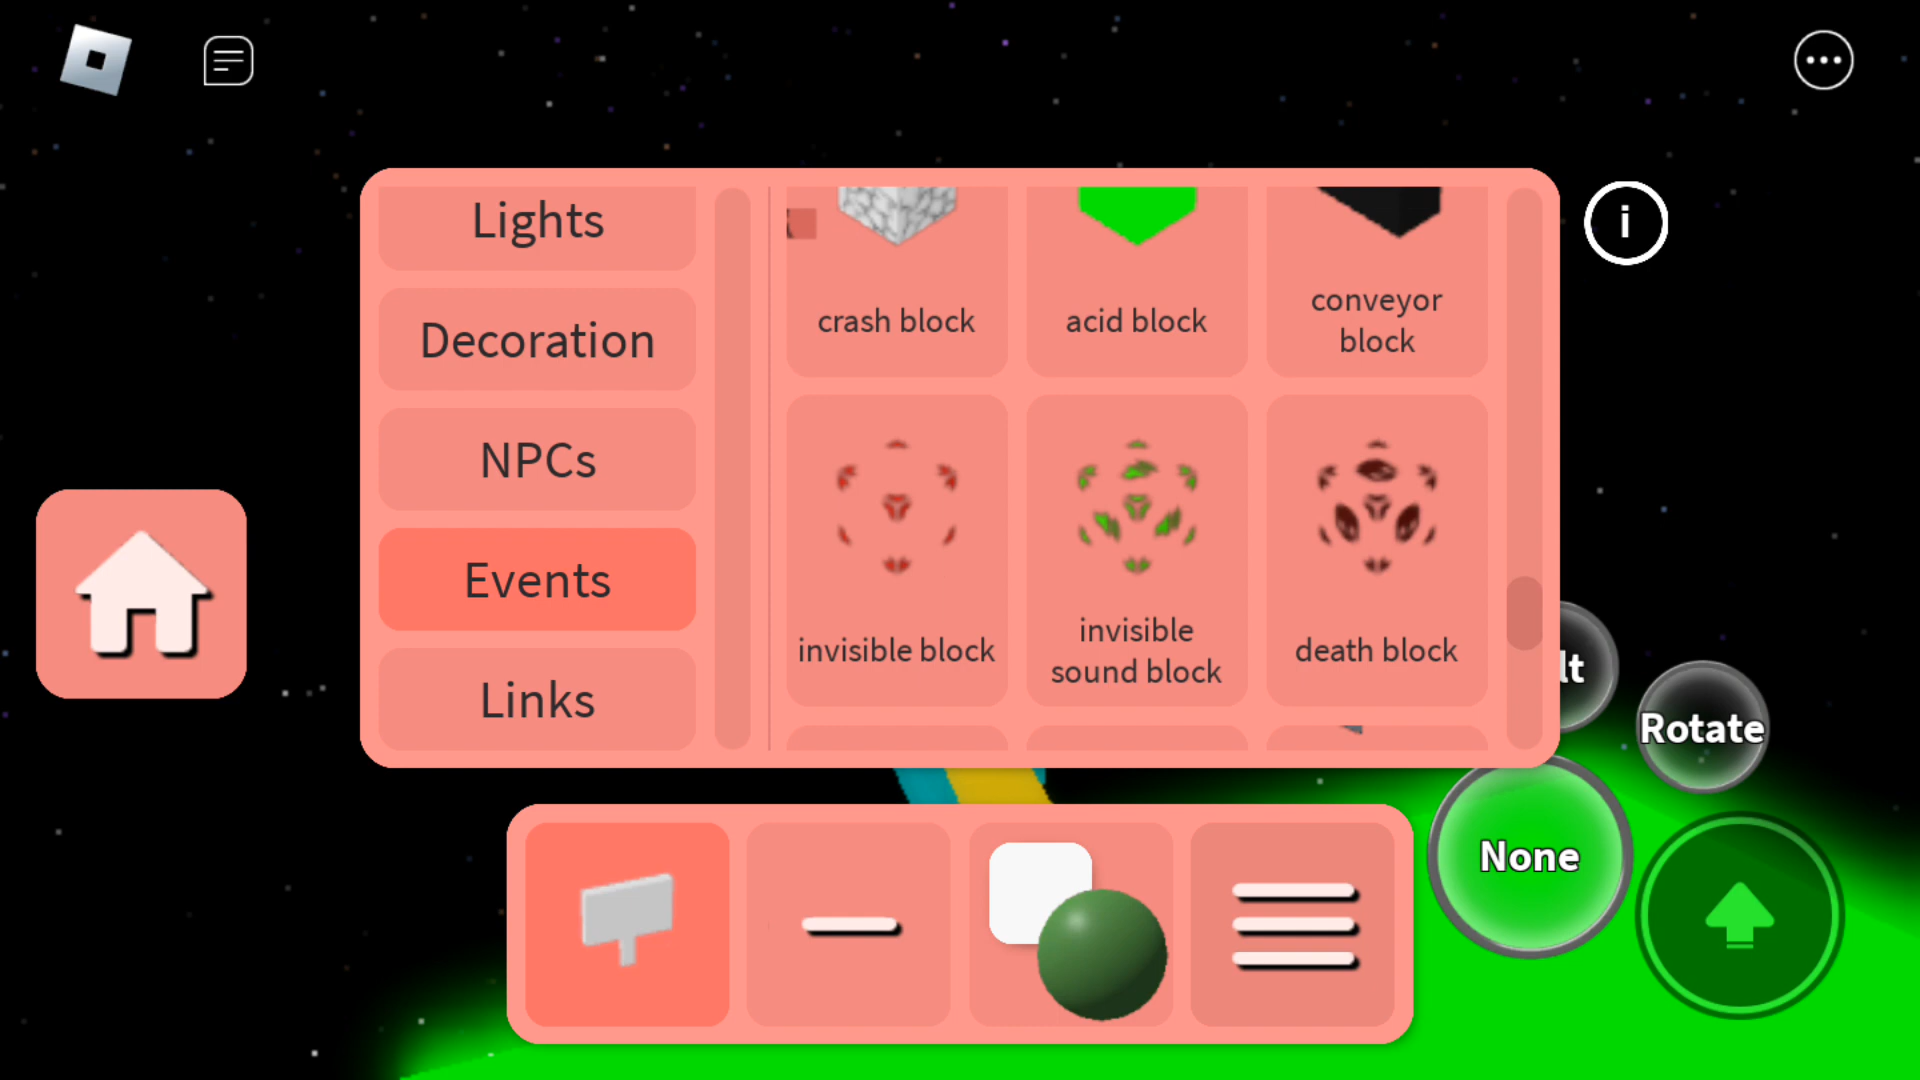 Lights
Decoration
NPCs
Events
Links
crash block
acid block
conveyor
block
invisible block
invisible
sound block
death block
i
lt
Rotate
None